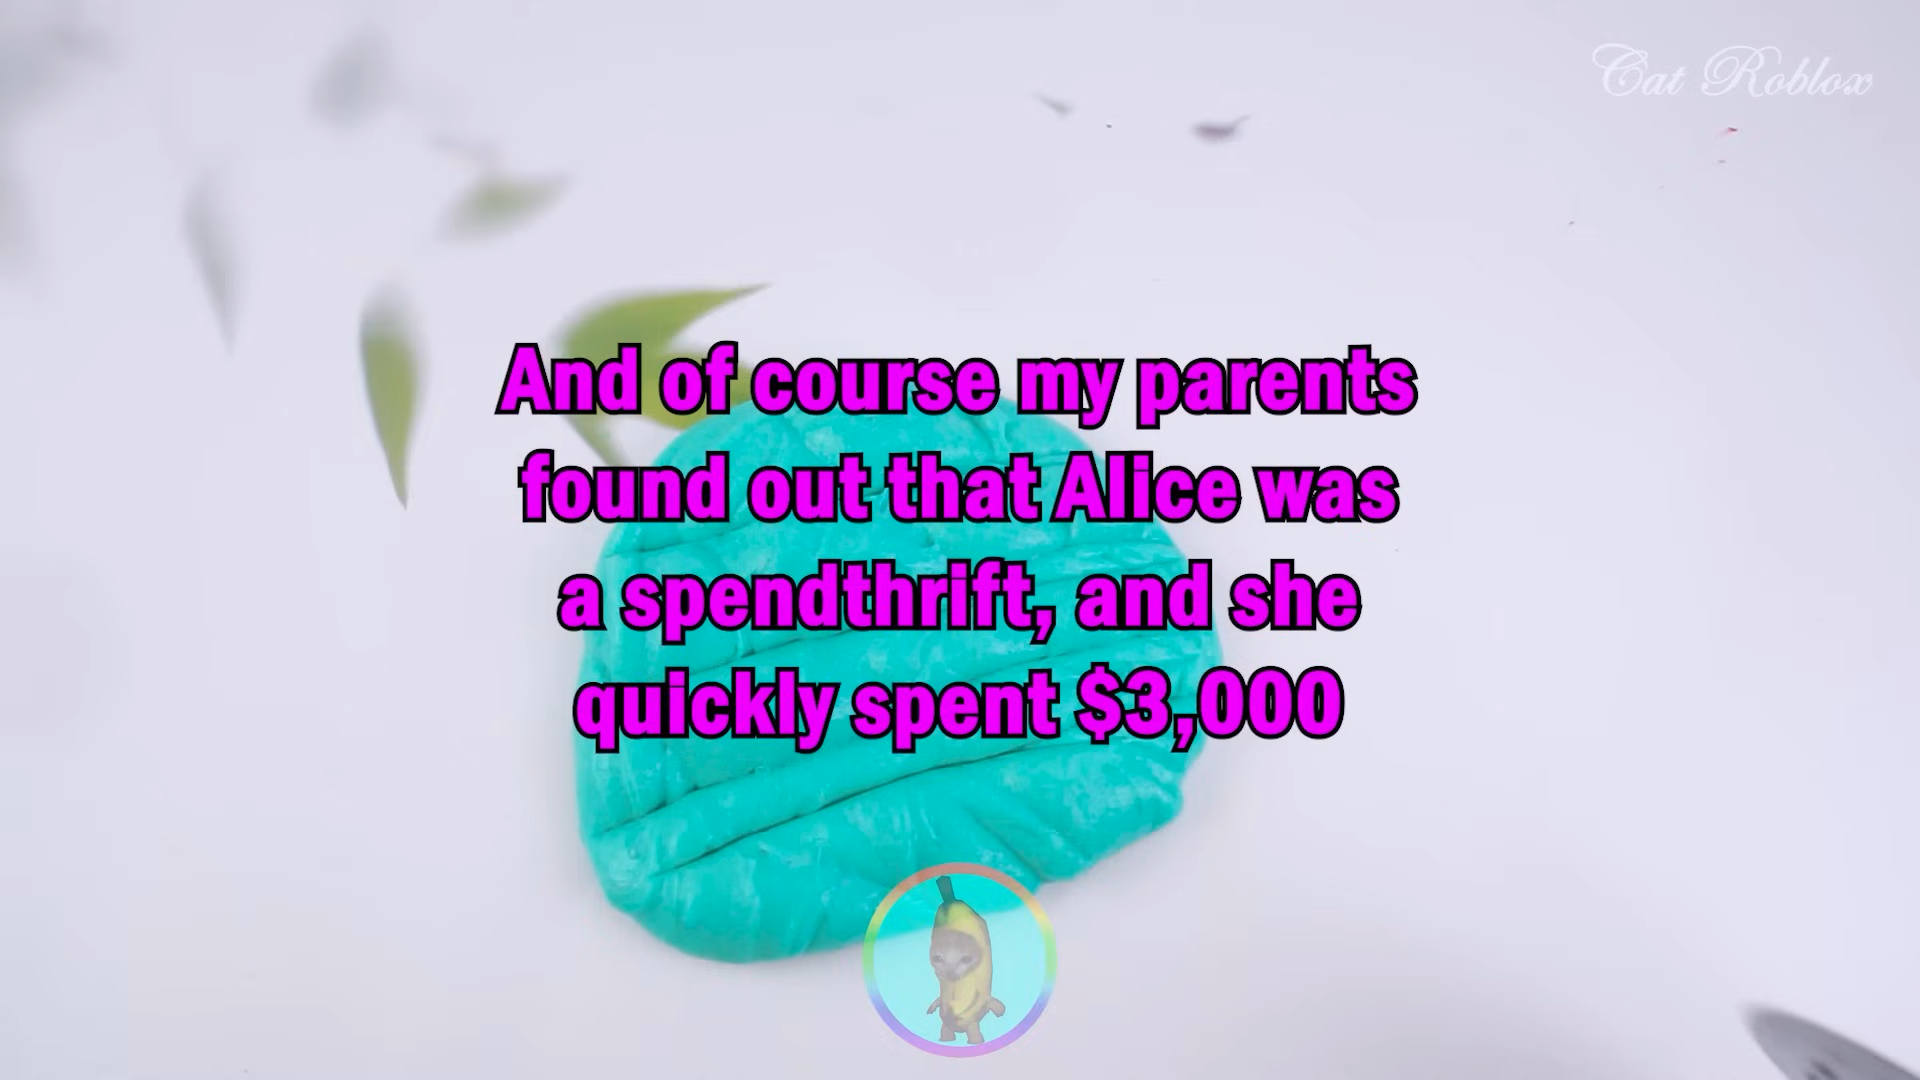 Cat Roblox
And of course my parents
found out that Alice was
a spendthrift, and she
quickly spent $3,000